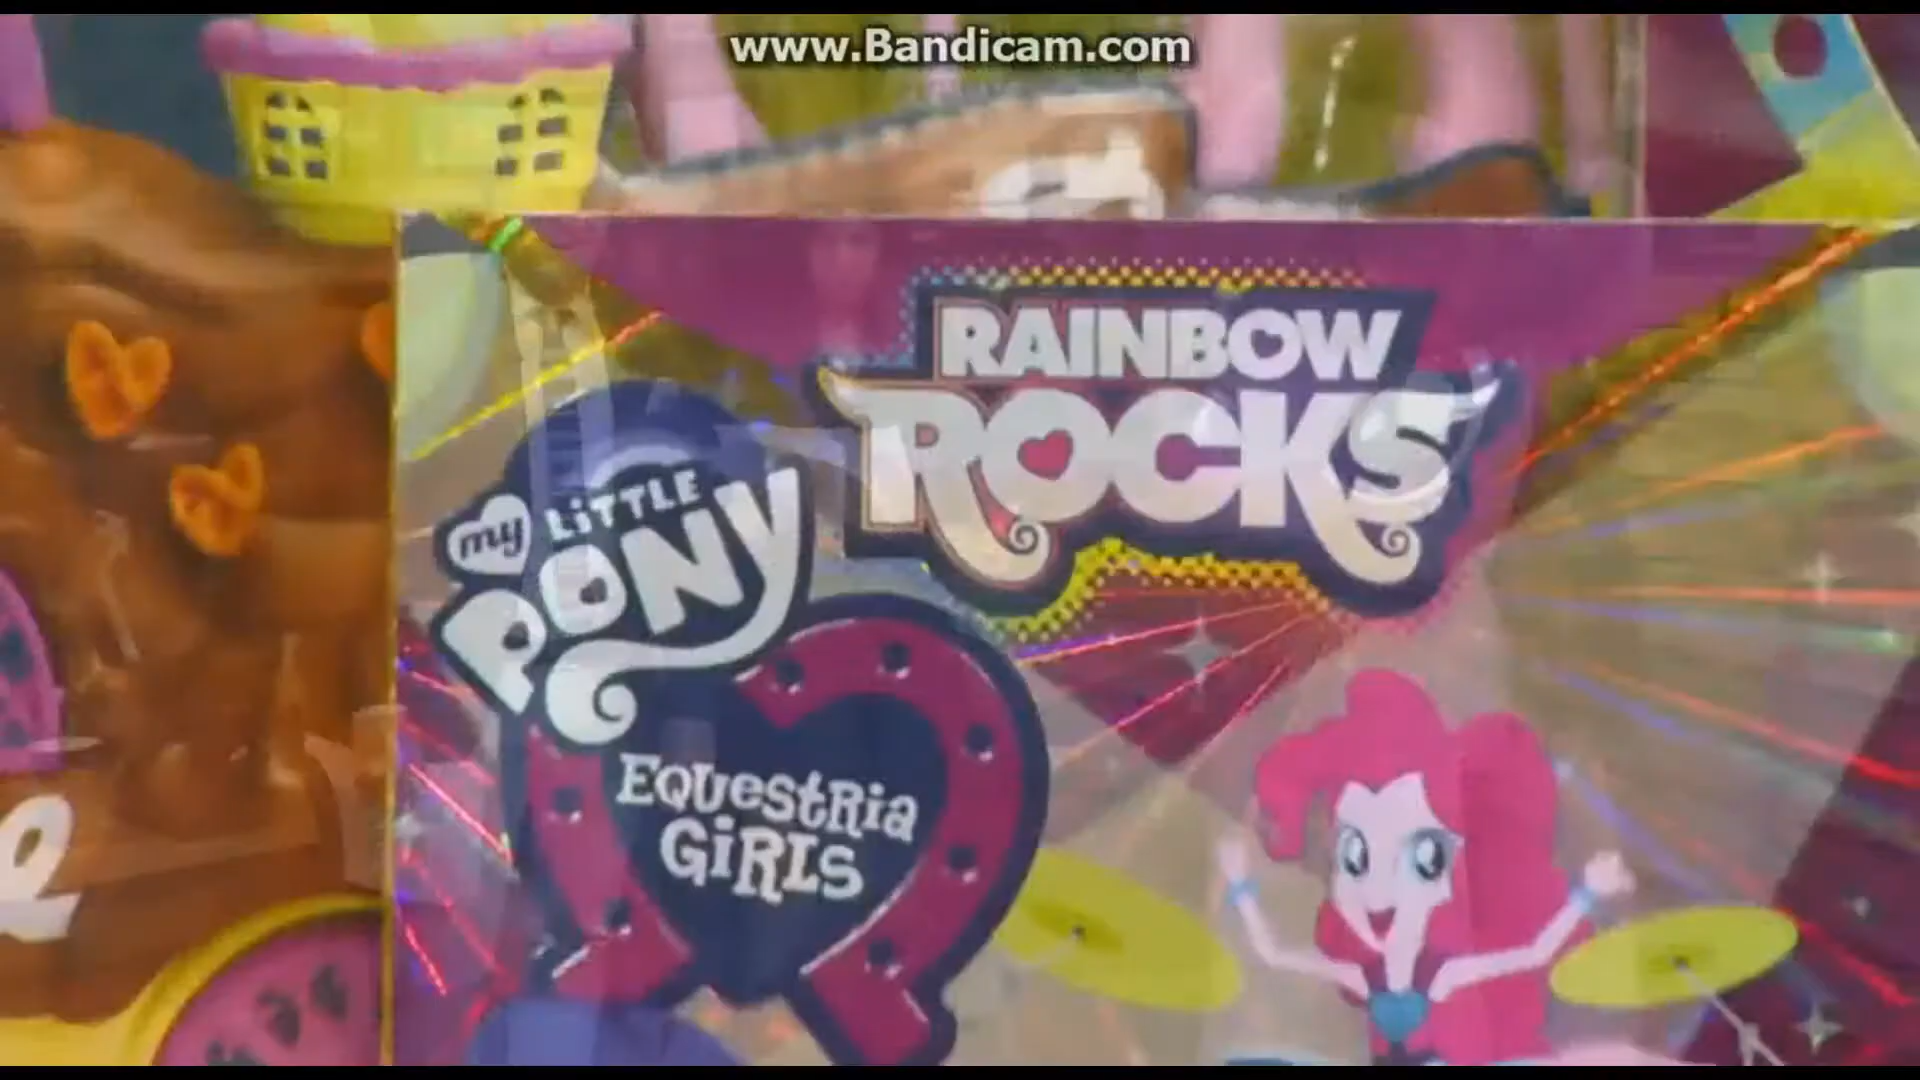 www.Bandicam.com
RAINBOW
ROCKS
my LiTTLE
PONY
EQUESTRIA
GiRLS